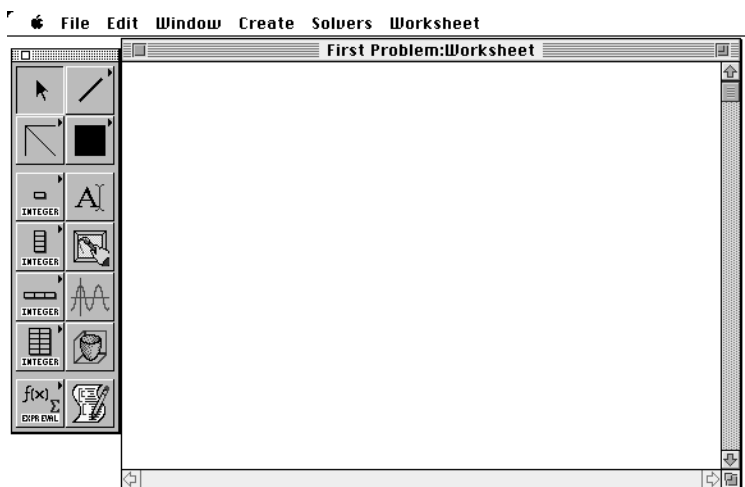 File Edit Window Create Solvers Worksheet
First Problem:Worksheet
A
INTEGER
INTEGER
INTEGER
INTEGER
f(x) Σ
EXPR EVAL